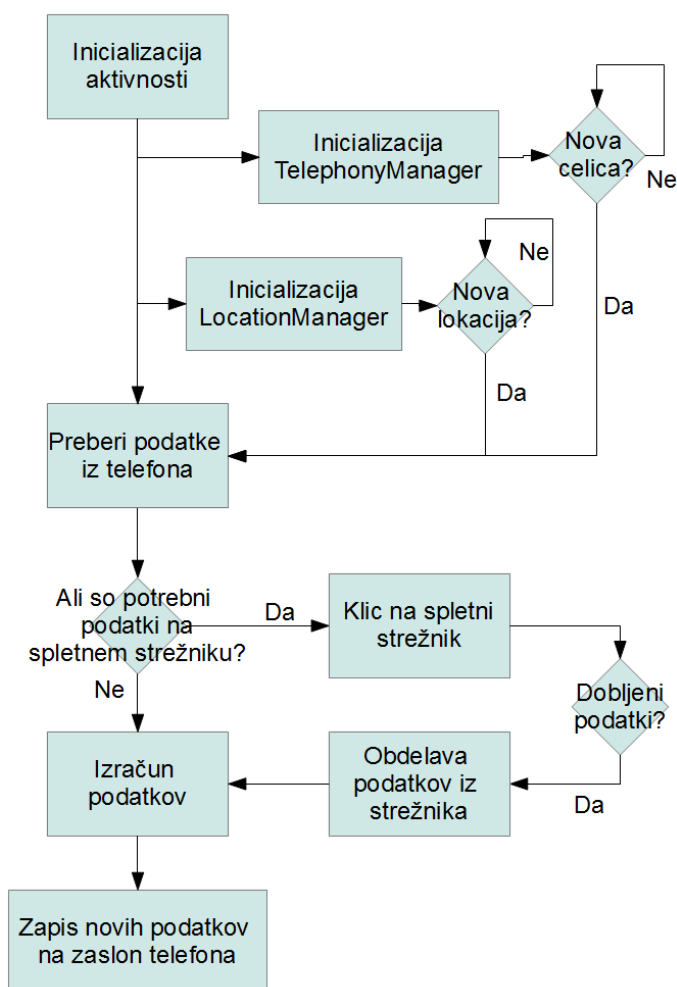 Inicializacija
aktivnosti
Inicializacija
TelephonyManager
Nova
celica?
Ne
Da
Inicializacija
LocationManager
Nova
lokacija?
Ne
Da
Preberi podatke
iz telefona
Ali so potrebni
podatki na
spletnem strežniku?
Da
Ne
Klic na spletni
strežnik
Dobljeni
podatki?
Da
Obdelava
podatkov iz
strežnika
Izračun
podatkov
Zapis novih podatkov
na zaslon telefona